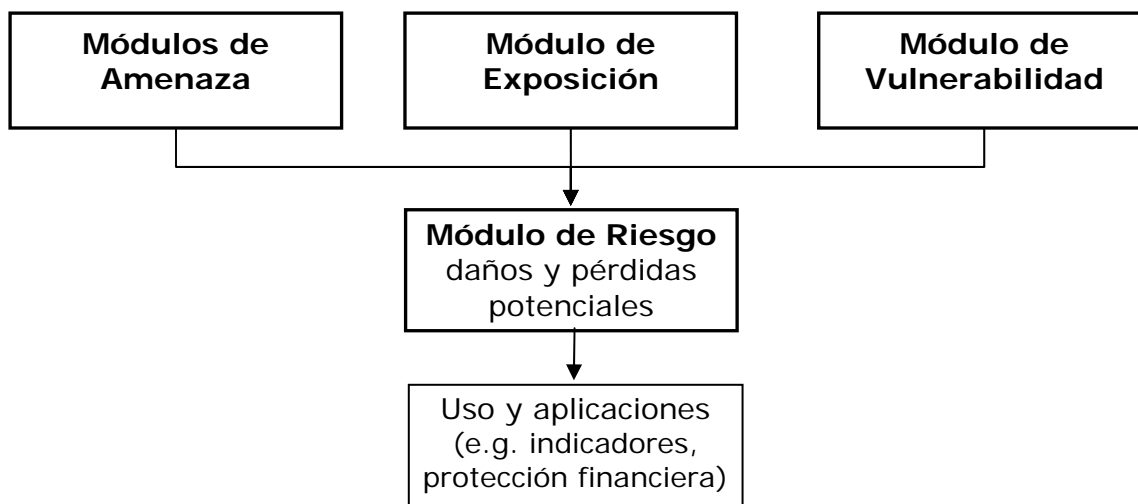 Módulos de
Amenaza
Módulo de
Exposición
Módulo de
Vulnerabilidad
Módulo de Riesgo
daños y pérdidas
potenciales
Uso y aplicaciones
(e.g. indicadores,
protección financiera)